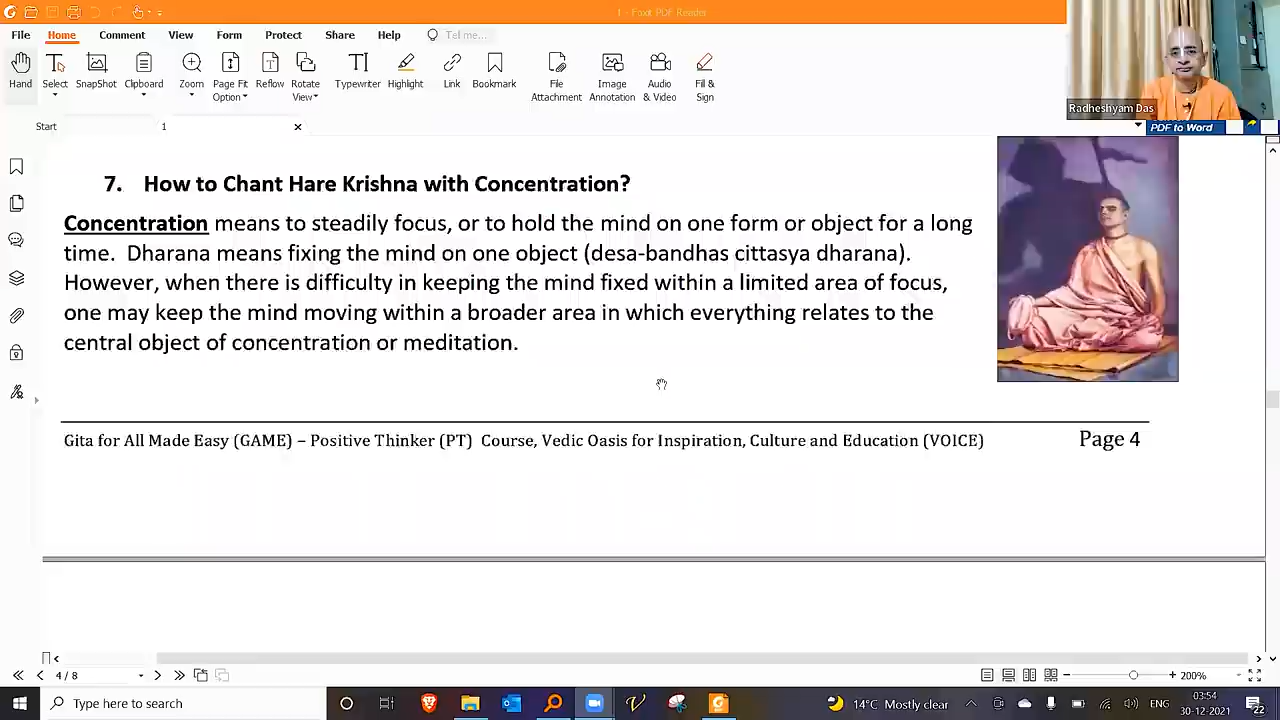 1 - Foxit PDF Reader
File Home Comment View Form Protect Share Help Tell me...
Hand Select SnapShot Clipboard Zoom Page Fit Option Reflow Rotate View Typewriter Highlight Link Bookmark File Attachment Image Annotation Audio & Video Fill & Sign
Radheshyam Das
Start 1
PDF to Word
7. How to Chant Hare Krishna with Concentration?
Concentration means to steadily focus, or to hold the mind on one form or object for a long
time. Dharana means fixing the mind on one object (desa-bandhas cittasya dharana).
However, when there is difficulty in keeping the mind fixed within a limited area of focus,
one may keep the mind moving within a broader area in which everything relates to the
central object of concentration or meditation.
Gita for All Made Easy (GAME) – Positive Thinker (PT) Course, Vedic Oasis for Inspiration, Culture and Education (VOICE) Page 4
4 / 8 200%
Type here to search 14°C Mostly clear 03:54
30-12-2021 22